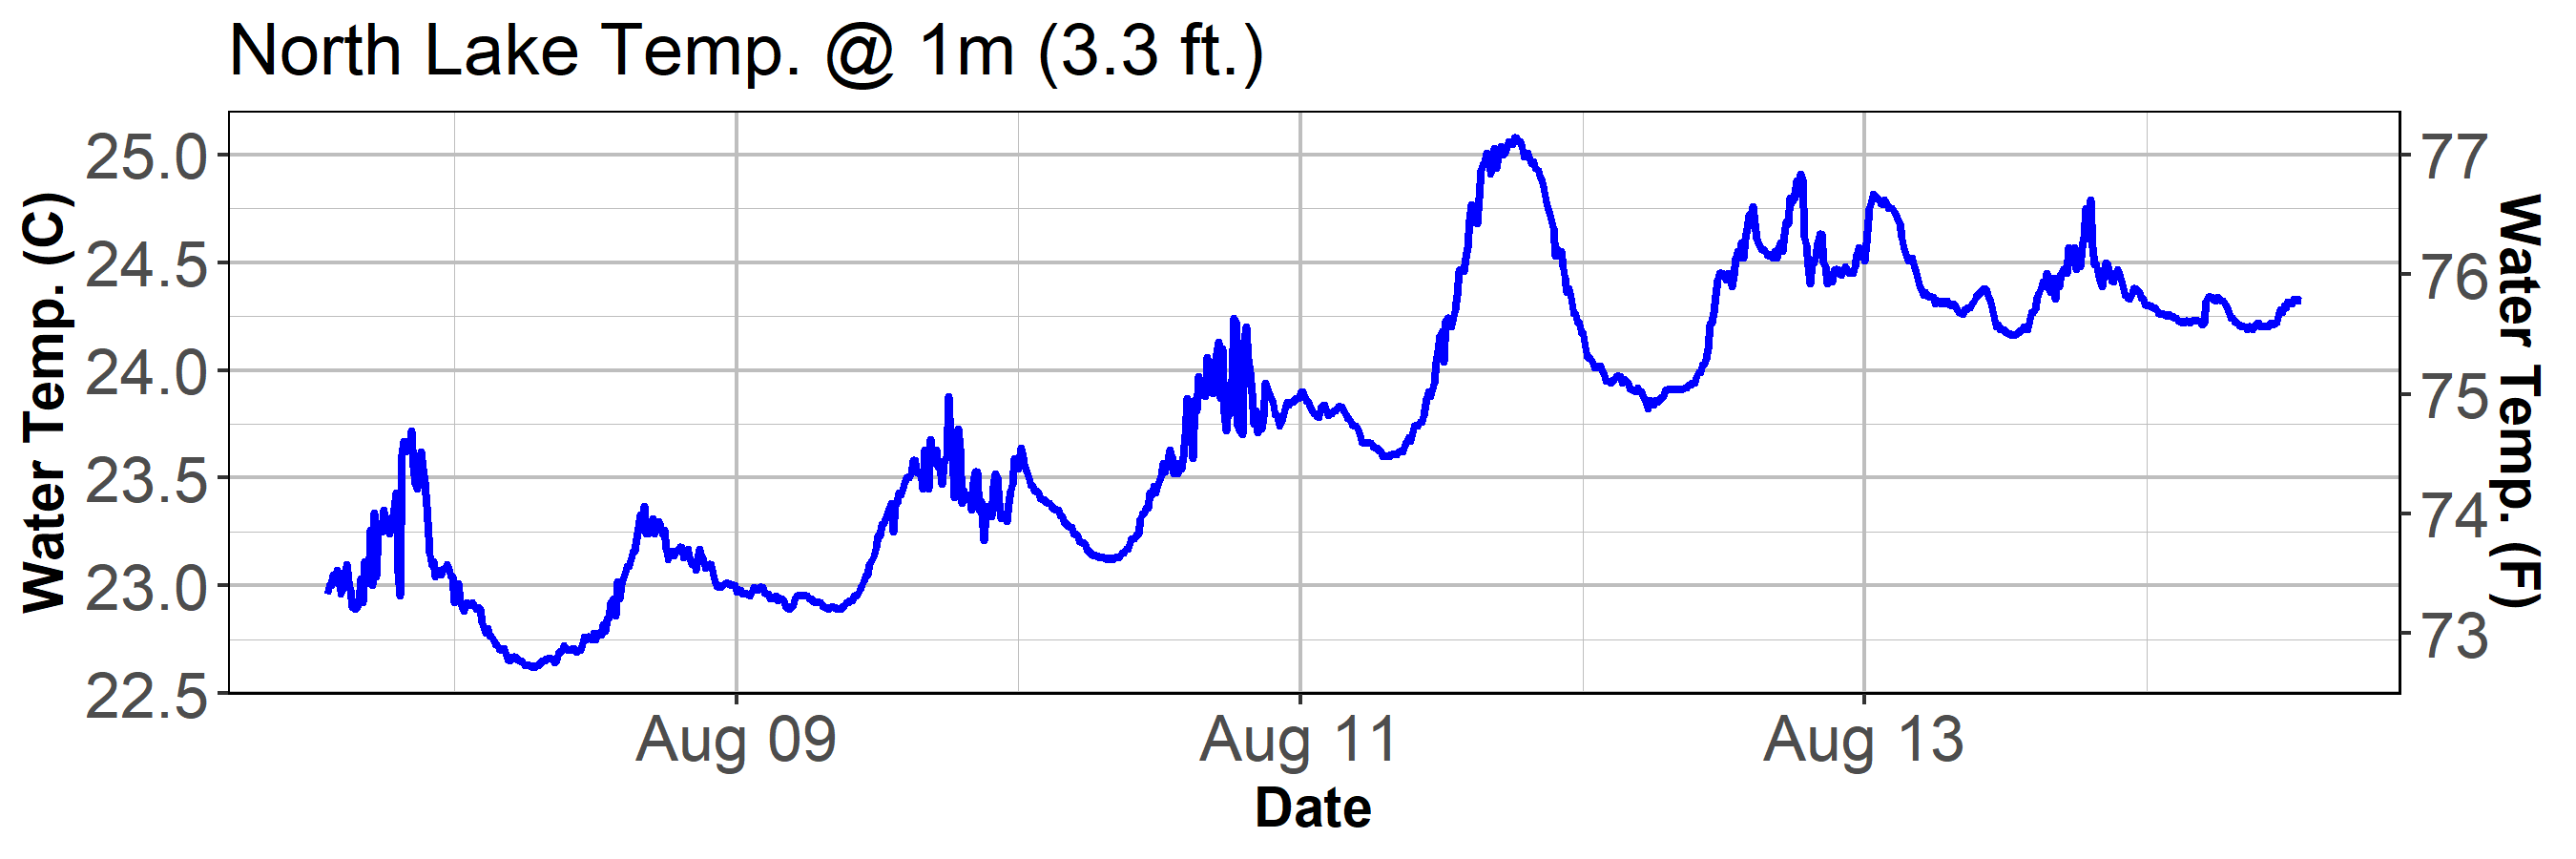 North Lake Temp. @ 1m (3.3 ft.)
Water Temp. (C)
25.0
24.5
24.0
23.5
23.0
22.5
77
76
75
74
73
Water Temp. (F)
Aug 09
Aug 11
Aug 13
Date